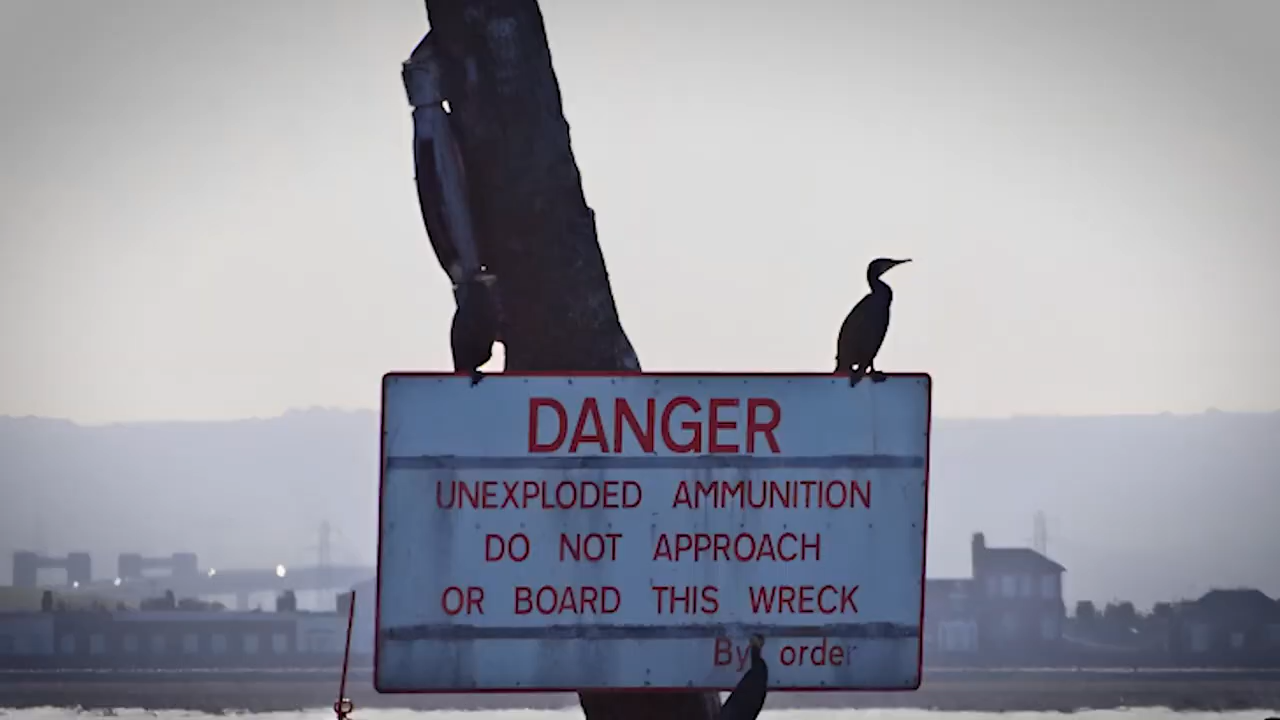 DANGER
UNEXPLODED AMMUNITION
DO NOT APPROACH
OR BOARD THIS WRECK
By order